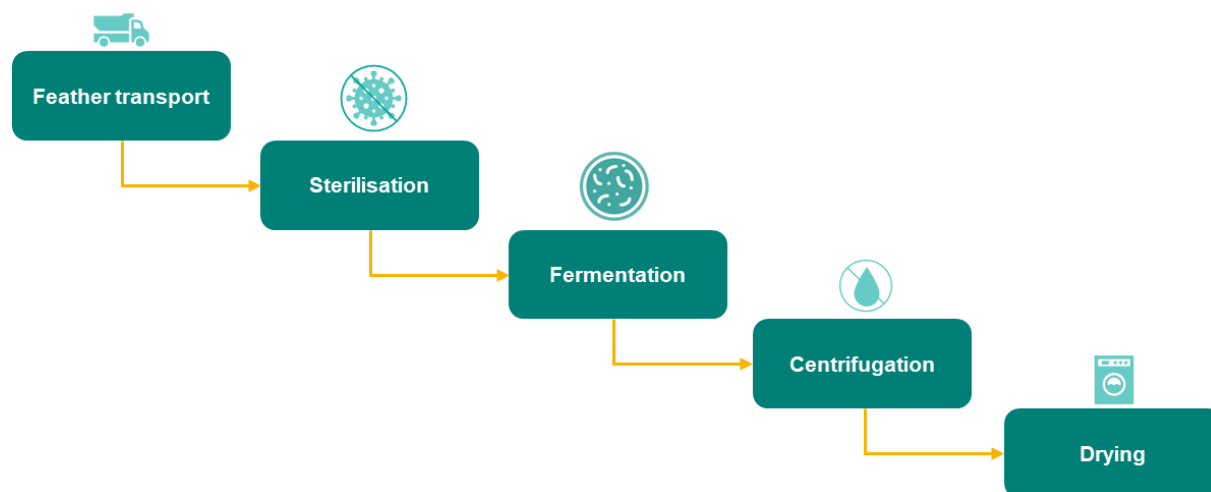 Feather transport
Sterilisation
Fermentation
Centrifugation
Drying